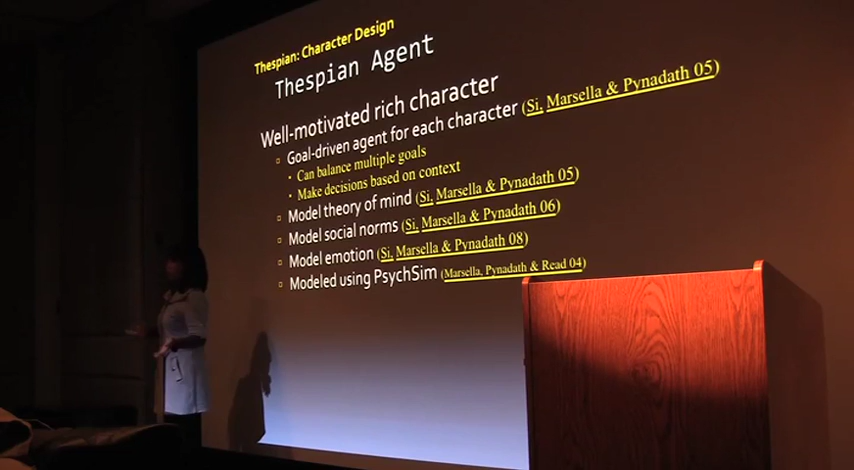 Thespian: Character Design
Thespian Agent
Well-motivated rich character
Goal-driven agent for each character (Si, Marsella & Pynadath 05)
Can balance multiple goals
Make decisions based on context
Model theory of mind (Si, Marsella & Pynadath 05)
Model social norms (Si, Marsella & Pynadath 06)
Model emotion (Si, Marsella & Pynadath 08)
Modeled using PsychSim (Marsella, Pynadath & Read 04)